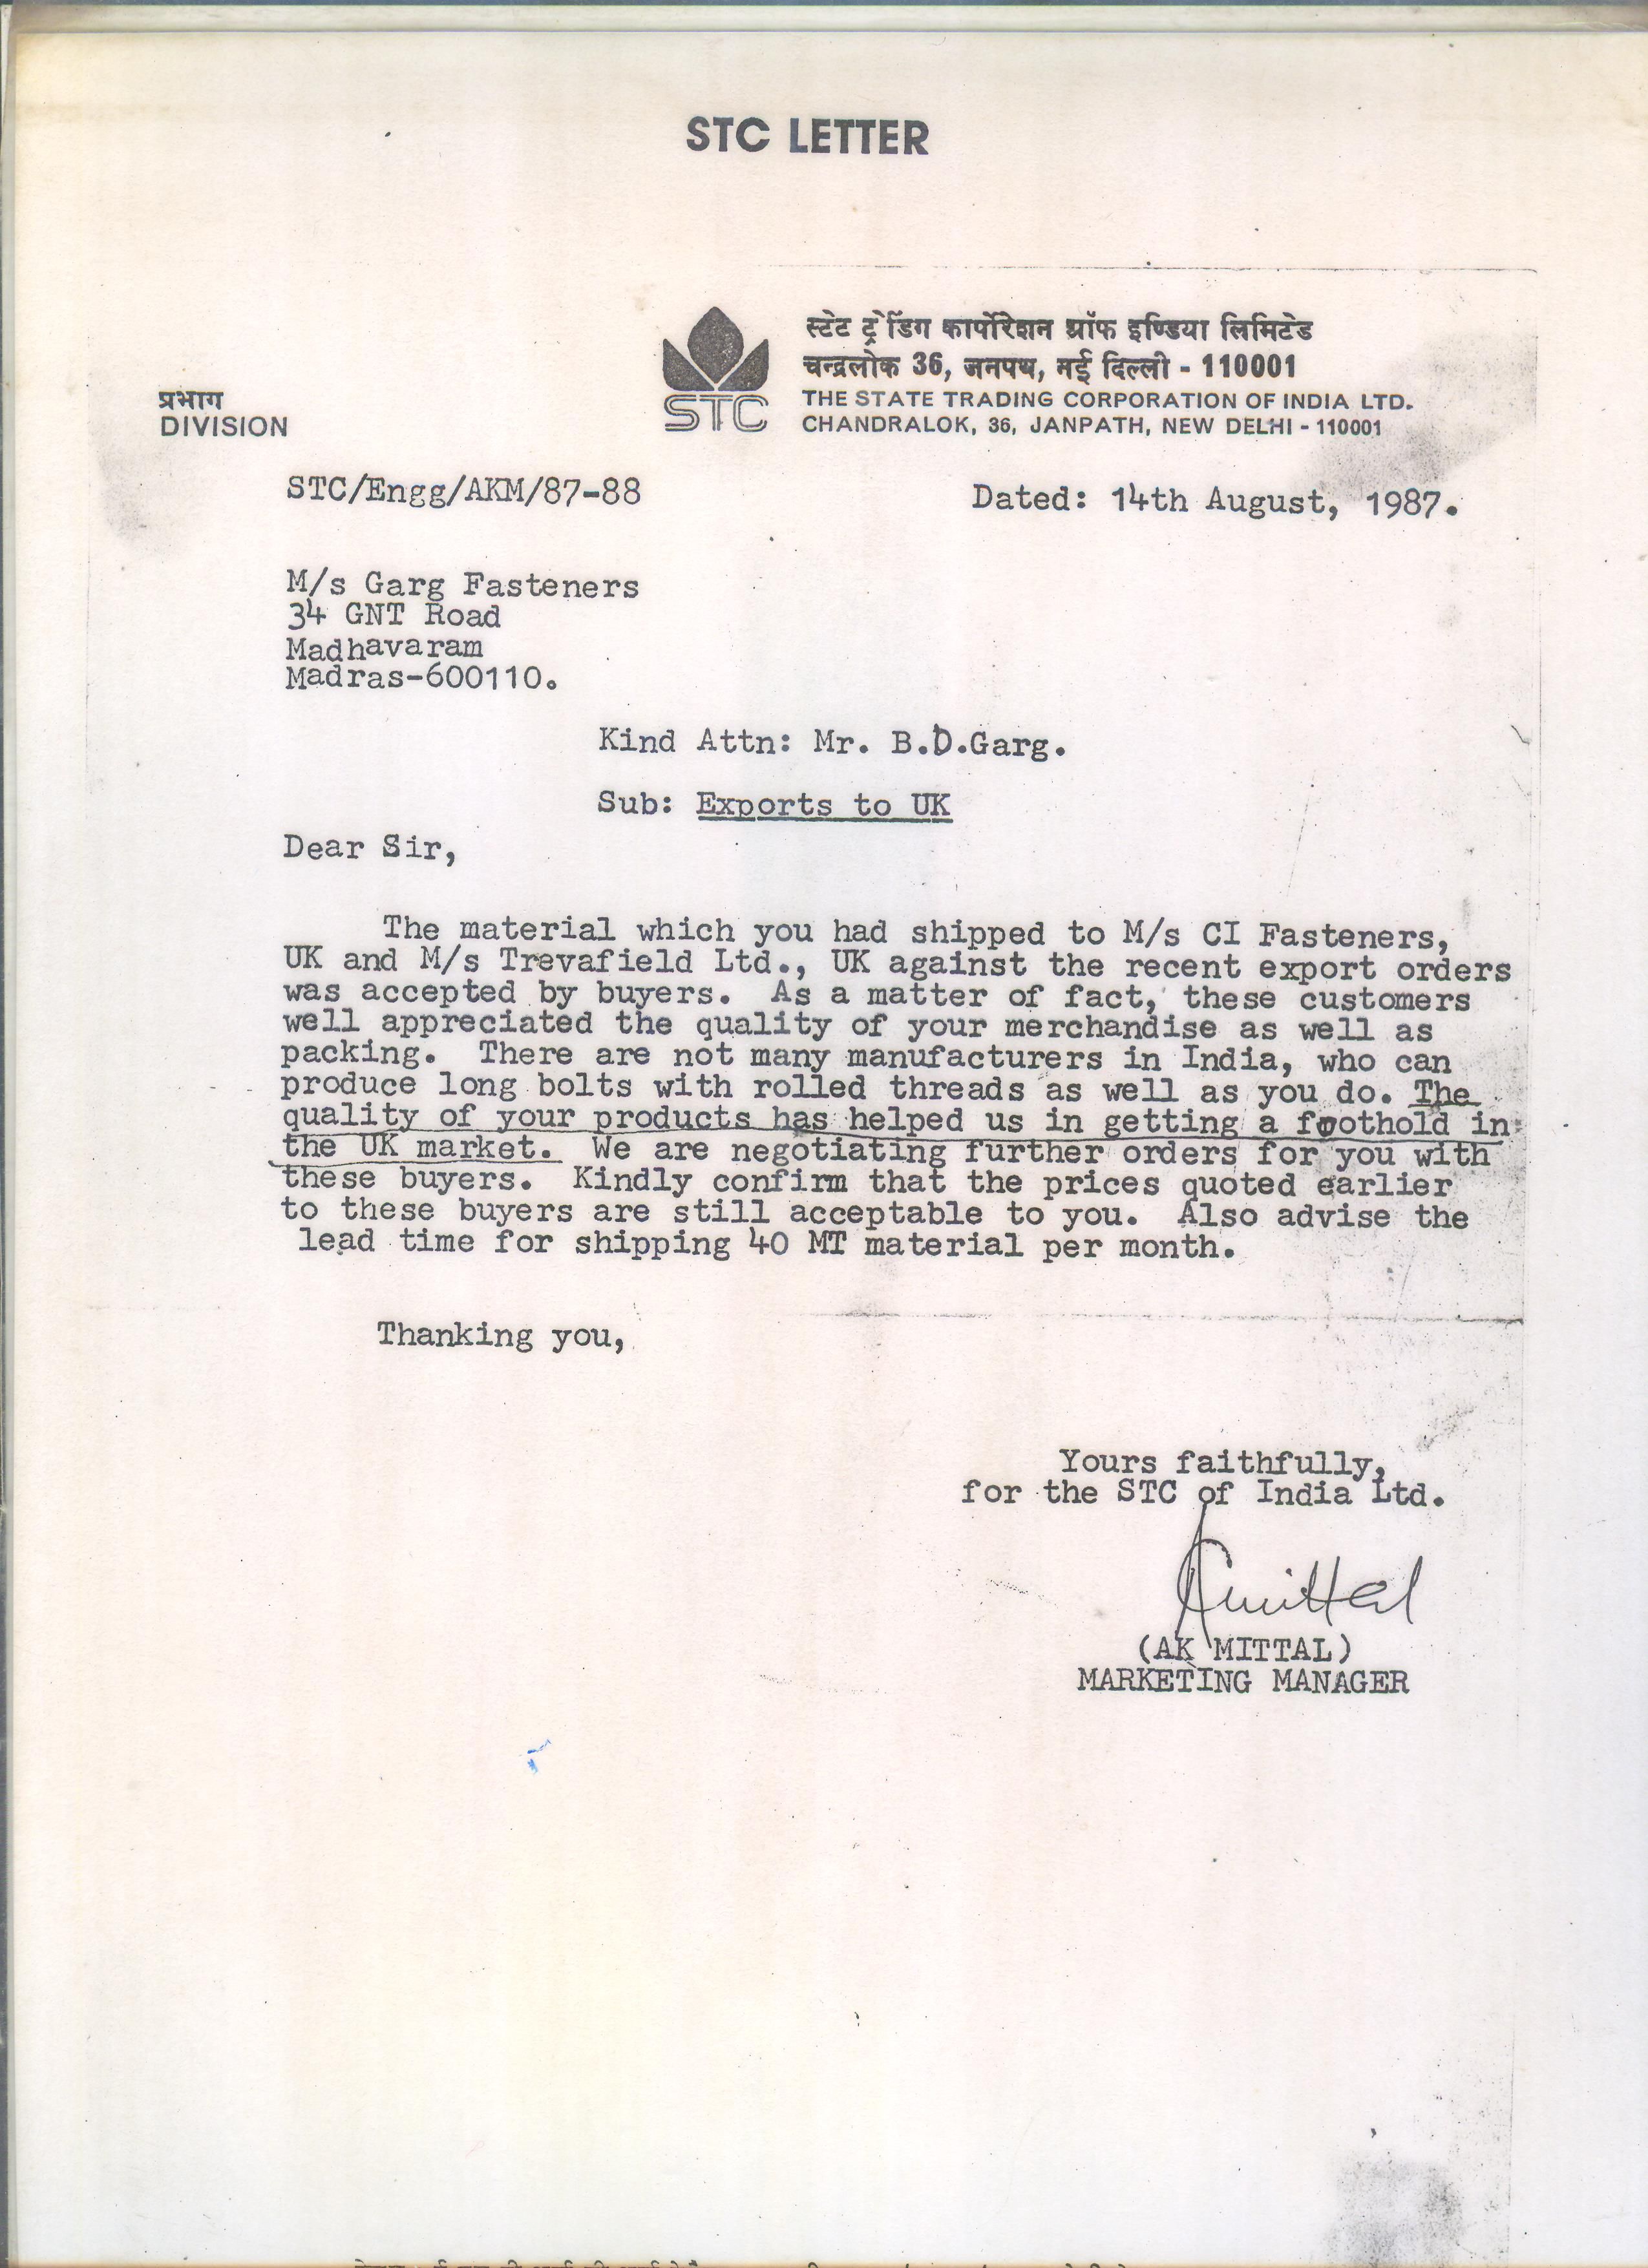 STC LETTER
स्टेट ट्रेडिंग कार्पोरेशन ऑफ इण्डिया लिमिटेड
चन्द्रलोक 36, जनपथ, नई दिल्ली - 110001
THE STATE TRADING CORPORATION OF INDIA LTD.
CHANDRALOK, 36, JANPATH, NEW DELHI - 110001
STC
प्रभाग
DIVISION
STC/Engg/AKM/87-88
Dated: 14th August, 1987.
M/s Garg Fasteners
34 GNT Road
Madhavaram
Madras-600110.
Kind Attn: Mr. B.D.Garg.
Sub: Exports to UK
Dear Sir,
The material which you had shipped to M/s CI Fasteners,
UK and M/s Trevafield Ltd., UK against the recent export orders
was accepted by buyers. As a matter of fact, these customers
well appreciated the quality of your merchandise as well as
packing. There are not many manufacturers in India, who can
produce long bolts with rolled threads as well as you do. The
quality of your products has helped us in getting a foothold in
the UK market. We are negotiating further orders for you with
these buyers. Kindly confirm that the prices quoted earlier
to these buyers are still acceptable to you. Also advise the
lead time for shipping 40 MT material per month.
Thanking you,
Yours faithfully,
for the STC of India Ltd.
Amittal
(AK MITTAL)
MARKETING MANAGER